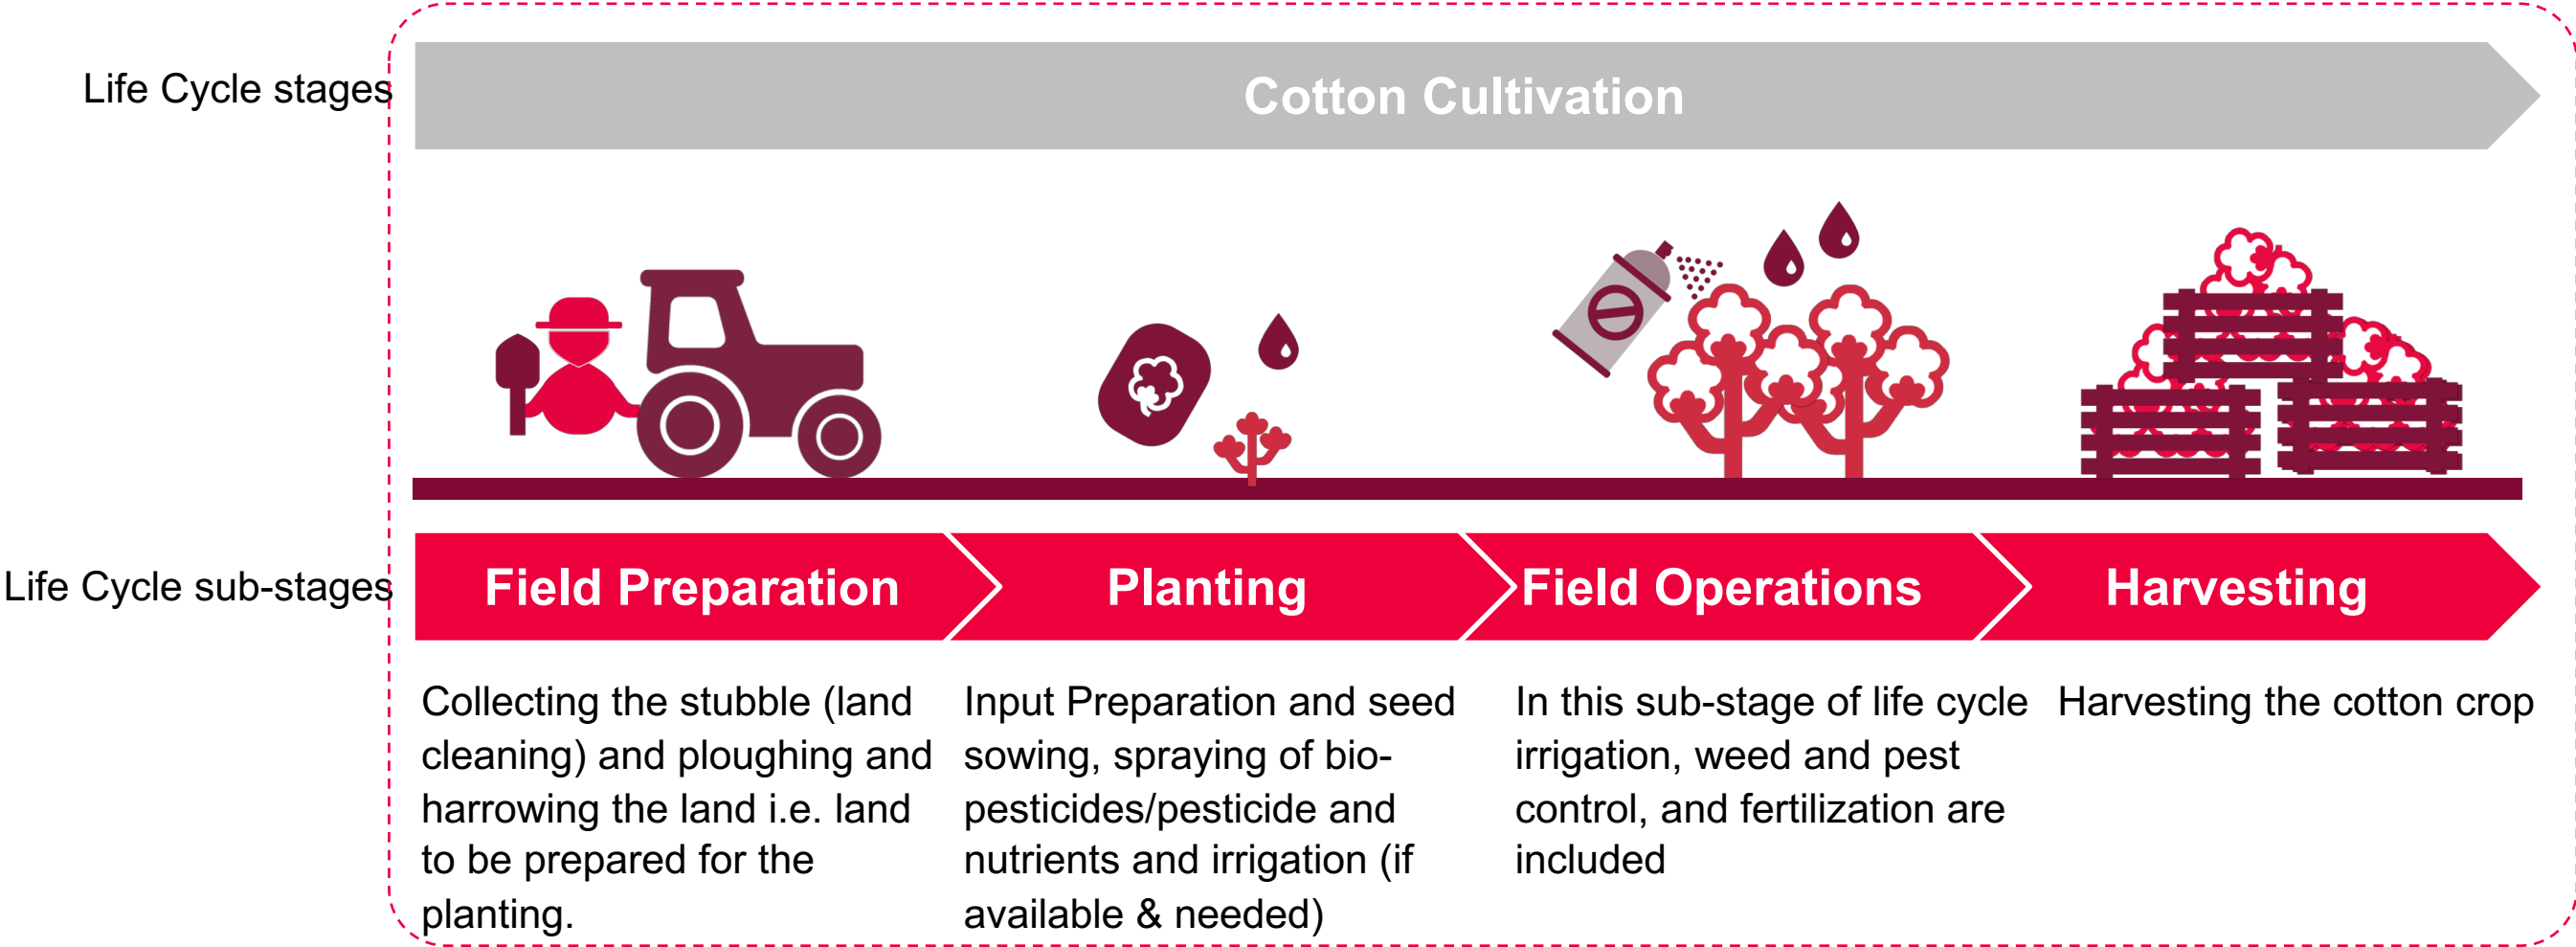 Life Cycle stages
Cotton Cultivation
Life Cycle sub-stages
Field Preparation
Planting
Field Operations
Harvesting
Collecting the stubble (land
cleaning) and ploughing and
harrowing the land i.e. land
to be prepared for the
planting.
Input Preparation and seed
sowing, spraying of bio-
pesticides/pesticide and
nutrients and irrigation (if
available & needed)
In this sub-stage of life cycle
irrigation, weed and pest
control, and fertilization are
included
Harvesting the cotton crop